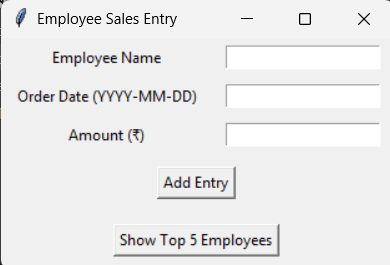 Employee Sales Entry
Employee Name
Order Date (YYYY-MM-DD)
Amount (₹)
Add Entry
Show Top 5 Employees